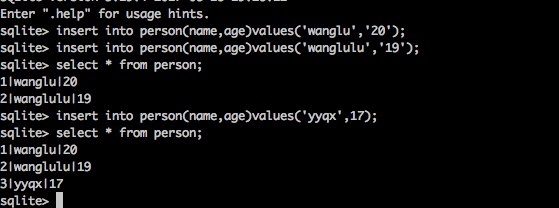 Enter ".help" for usage hints.
sqlite> insert into person(name,age)values('wanglu','20');
sqlite> insert into person(name,age)values('wanglulu','19');
sqlite> select * from person;
1|wanglu|20
2|wanglulu|19
sqlite> insert into person(name,age)values('yyqx',17);
sqlite> select * from person;
1|wanglu|20
2|wanglulu|19
3|yyqx|17
sqlite>